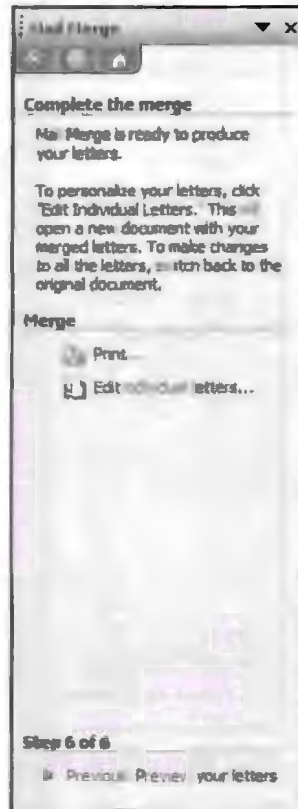 Mail Merge
Complete the merge
Mail Merge is ready to produce
your letters.
To personalize your letters, click
"Edit Individual Letters." This will
open a new document with your
merged letters. To make changes
to all the letters, switch back to the
original document.
Merge
Print...
Edit individual letters...
Step 6 of 6
Previous: Preview your letters